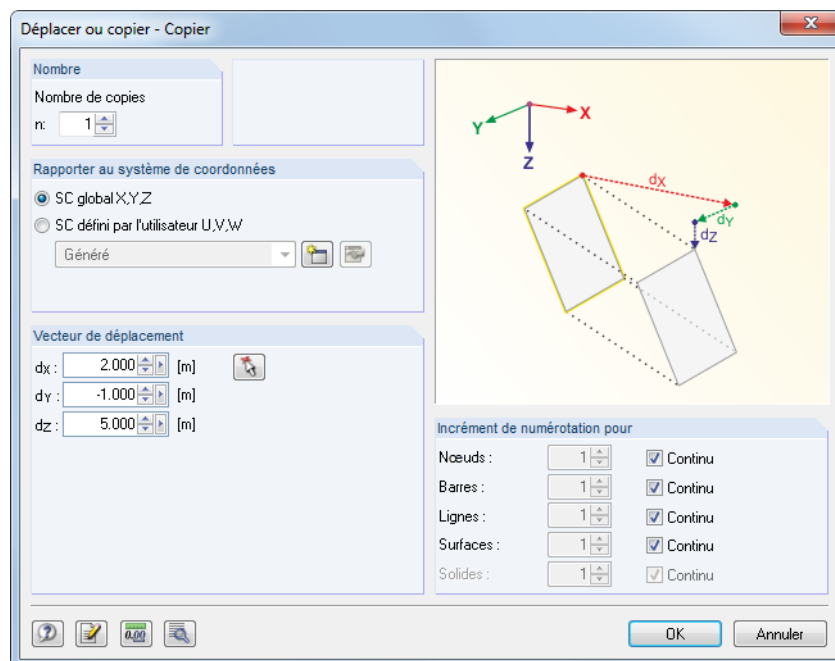 Déplacer ou copier - Copier
Nombre
Nombre de copies
n: 1
Rapporter au système de coordonnées
SC global X,Y,Z
SC défini par l'utilisateur U,V,W
Généré
Vecteur de déplacement
dX : 2.000 [m]
dY : -1.000 [m]
dZ : 5.000 [m]
X
Y
Z
dX
dY
dZ
Incrément de numérotation pour
Nœuds : 1 Continu
Barres : 1 Continu
Lignes : 1 Continu
Surfaces : 1 Continu
Solides : 1 Continu
0.00
OK
Annuler